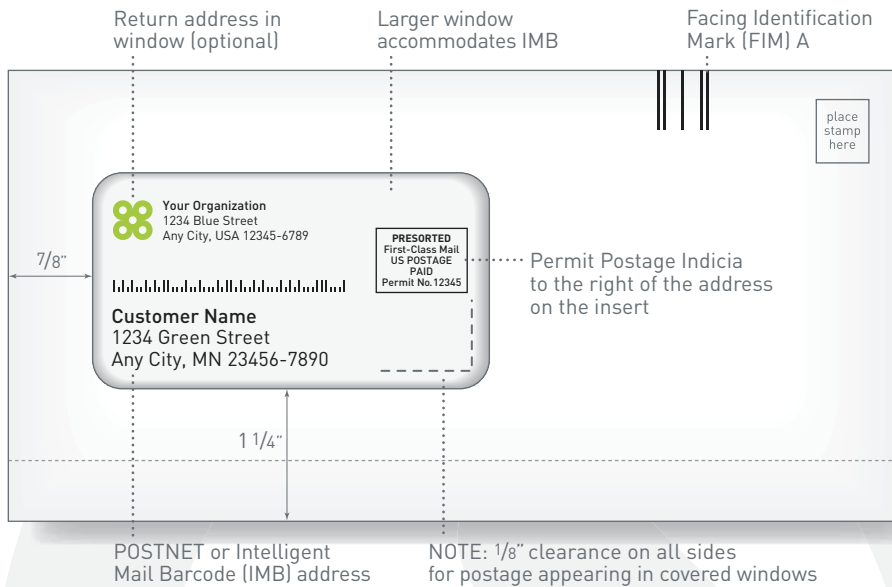 Return address in
window (optional)
Larger window
accommodates IMB
Facing Identification
Mark (FIM) A
place
stamp
here
Your Organization
1234 Blue Street
Any City, USA 12345-6789
PRESORTED
First-Class Mail
US POSTAGE
PAID
Permit No.12345
7/8"
Permit Postage Indicia
to the right of the address
on the insert
Customer Name
1234 Green Street
Any City, MN 23456-7890
1 1/4"
POSTNET or Intelligent
Mail Barcode (IMB) address
NOTE: 1/8" clearance on all sides
for postage appearing in covered windows